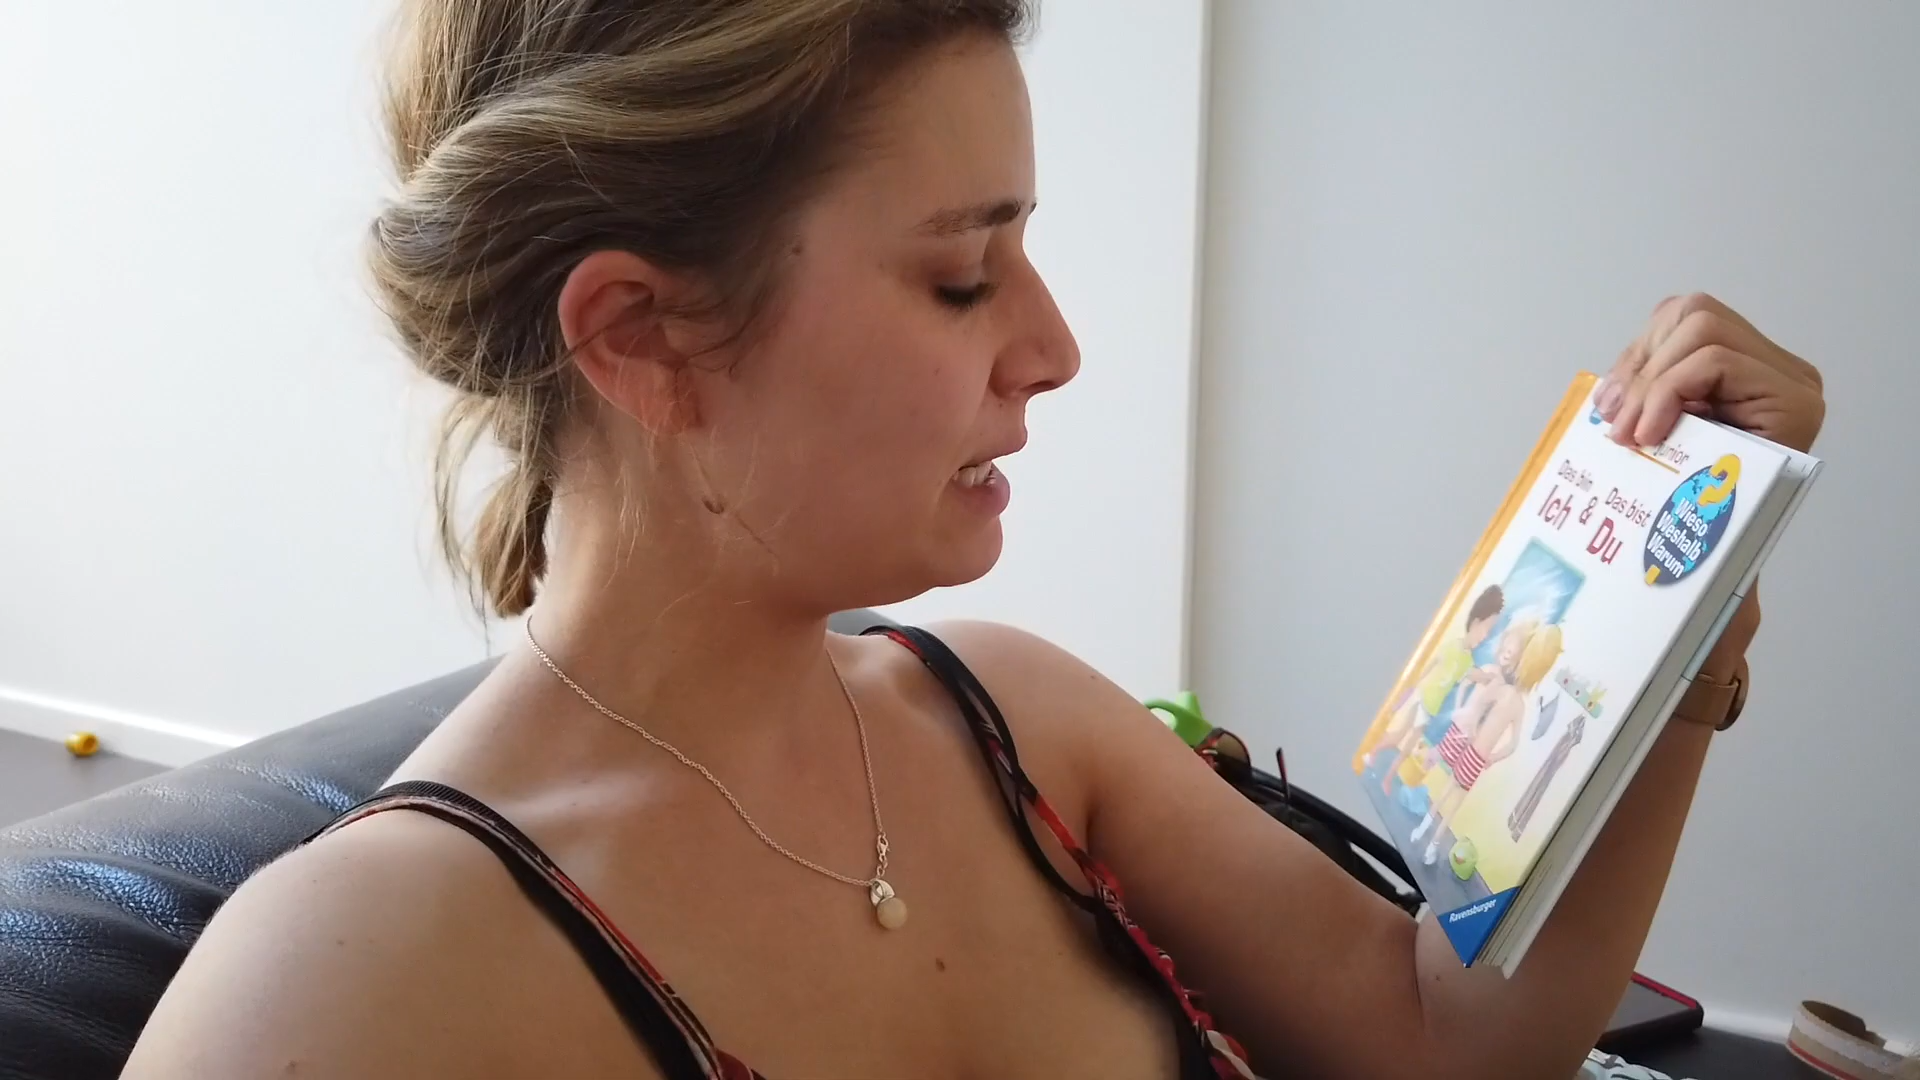 junior
Das bin
Ich & Das bist
Du
Wieso
Weshalb
Warum
Ravensburger